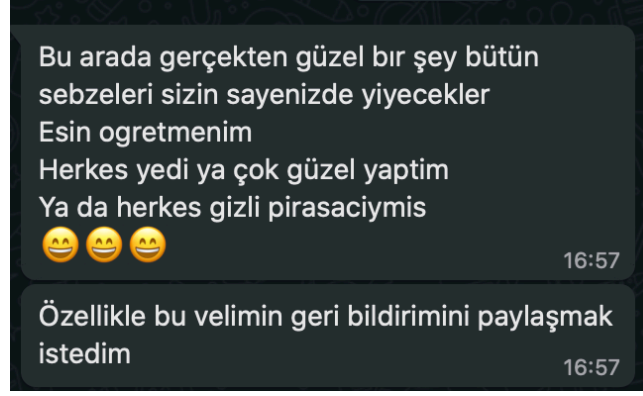 Bu arada gerçekten güzel bır şey bütün
sebzeleri sizin sayenizde yiyecekler
Esin ogretmenim
Herkes yedi ya çok güzel yaptim
Ya da herkes gizli pirasaciymis
😄😄😄
16:57
Özellikle bu velimin geri bildirimini paylaşmak
istedim
16:57